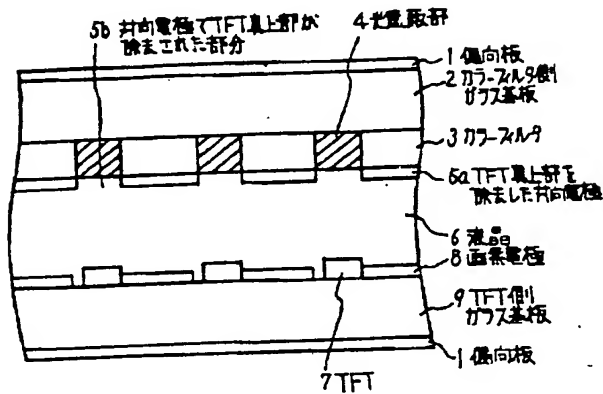 5b 対向電極でTFT真上部が
除去された部分
4 光遮蔽部
1 偏向板
2 カラーフィルタ側
ガラス基板
3 カラーフィルタ
5a TFT真上部を
除去した対向電極
6 液晶
8 画素電極
9 TFT側
ガラス基板
1 偏向板
7 TFT